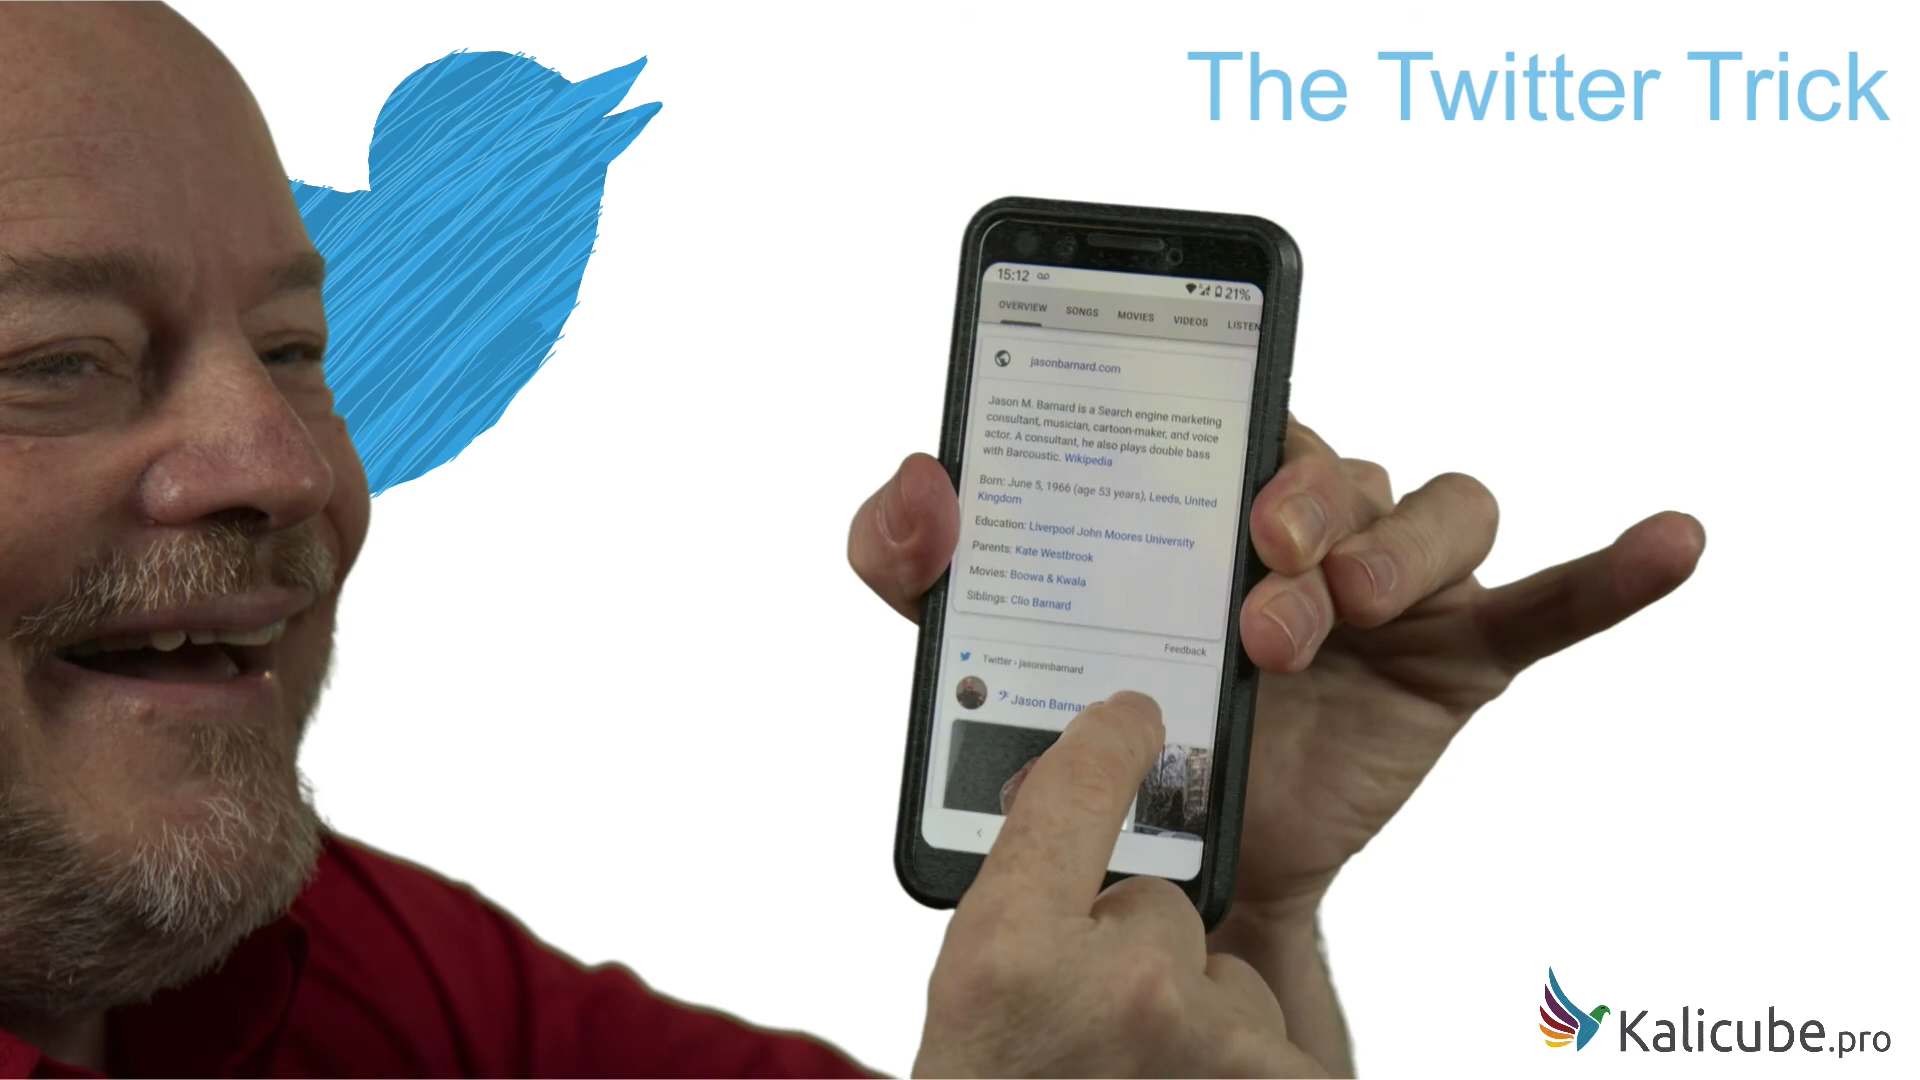 The Twitter Trick
15:12
21%
OVERVIEW SONGS MOVIES VIDEOS LISTEN
jasonbarnard.com
Jason M. Barnard is a Search engine marketing
consultant, musician, cartoon-maker, and voice
actor. A consultant, he also plays double bass
with Barcoustic. Wikipedia
Born: June 5, 1966 (age 53 years), Leeds, United
Kingdom
Education: Liverpool John Moores University
Parents: Kate Westbrook
Movies: Boowa & Kwala
Siblings: Clio Barnard
Feedback
Twitter › jasonmbarnard
Jason Barnar
Kalicube.pro